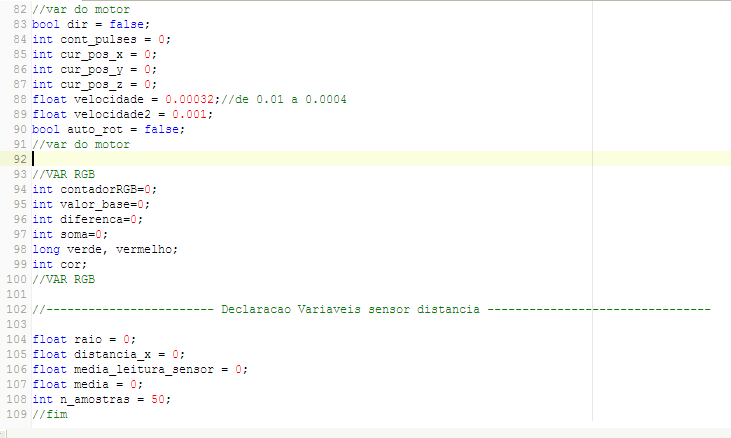 82 //var do motor
83 bool dir = false;
84 int cont_pulses = 0;
85 int cur_pos_x = 0;
86 int cur_pos_y = 0;
87 int cur_pos_z = 0;
88 float velocidade = 0.00032;//de 0.01 a 0.0004
89 float velocidade2 = 0.001;
90 bool auto_rot = false;
91 //var do motor
92
93 //VAR RGB
94 int contadorRGB=0;
95 int valor_base=0;
96 int diferenca=0;
97 int soma=0;
98 long verde, vermelho;
99 int cor;
100 //VAR RGB
101
102 //------------------------ Declaracao Variaveis sensor distancia --------------------------------
103
104 float raio = 0;
105 float distancia_x = 0;
106 float media_leitura_sensor = 0;
107 float media = 0;
108 int n_amostras = 50;
109 //fim